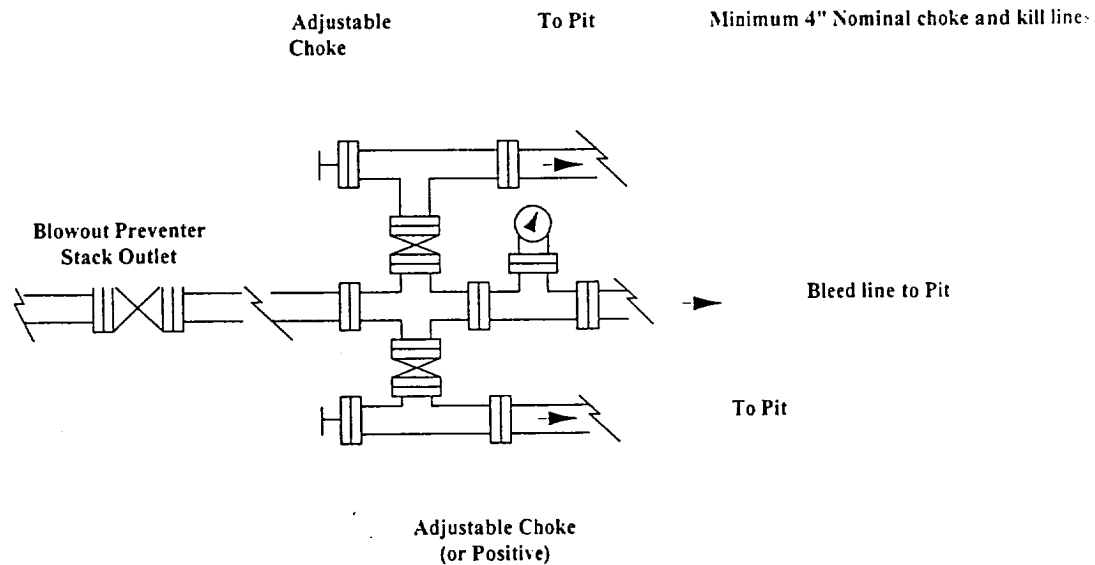 Adjustable
Choke
To Pit
Minimum 4" Nominal choke and kill lines
Blowout Preventer
Stack Outlet
Bleed line to Pit
To Pit
Adjustable Choke
(or Positive)